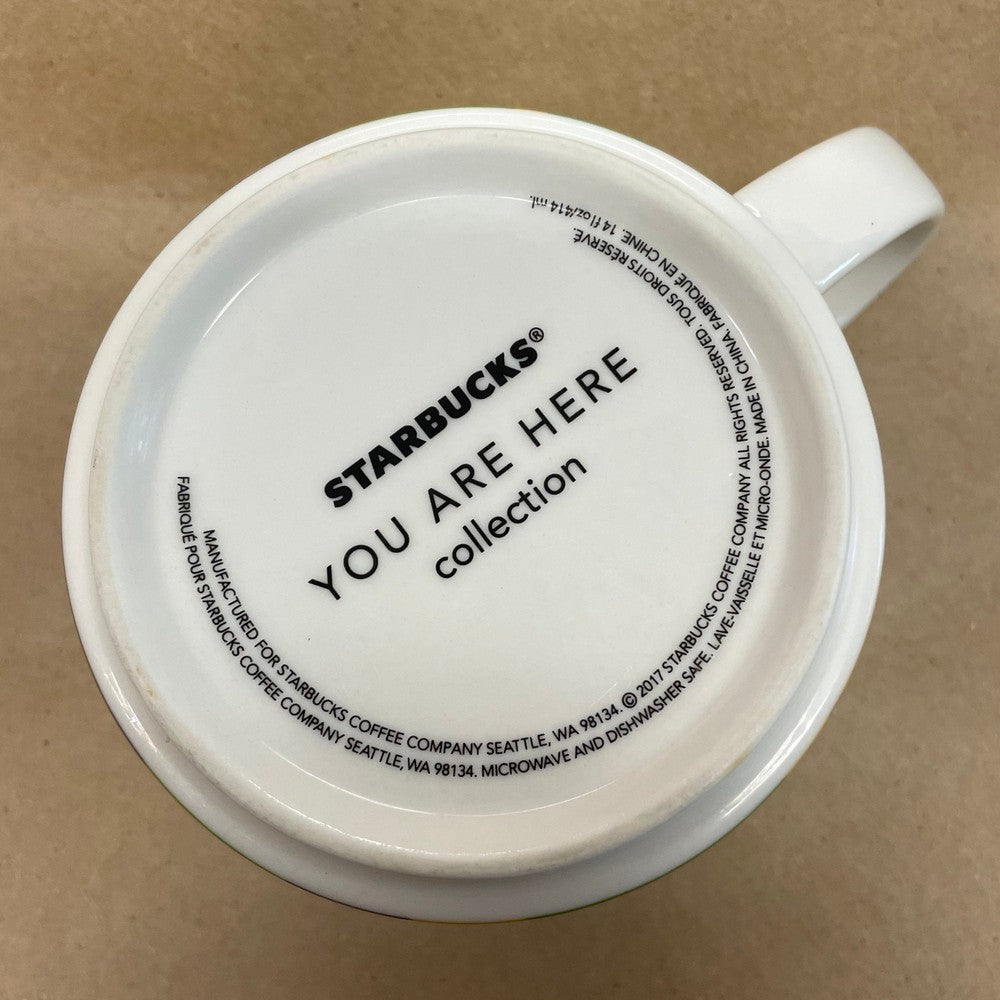 STARBUCKS®
YOU ARE HERE
collection
MANUFACTURED FOR STARBUCKS COFFEE COMPANY SEATTLE, WA 98134. © 2017 STARBUCKS COFFEE COMPANY ALL RIGHTS RESERVED. TOUS DROITS RÉSERVÉ.
FABRIQUÉ POUR STARBUCKS COFFEE COMPANY SEATTLE, WA 98134. MICROWAVE AND DISHWASHER SAFE. LAVE-VAISSELLE ET MICRO-ONDE. MADE IN CHINA. FABRIQUÉ EN CHINE. 14 fl oz/414 ml.